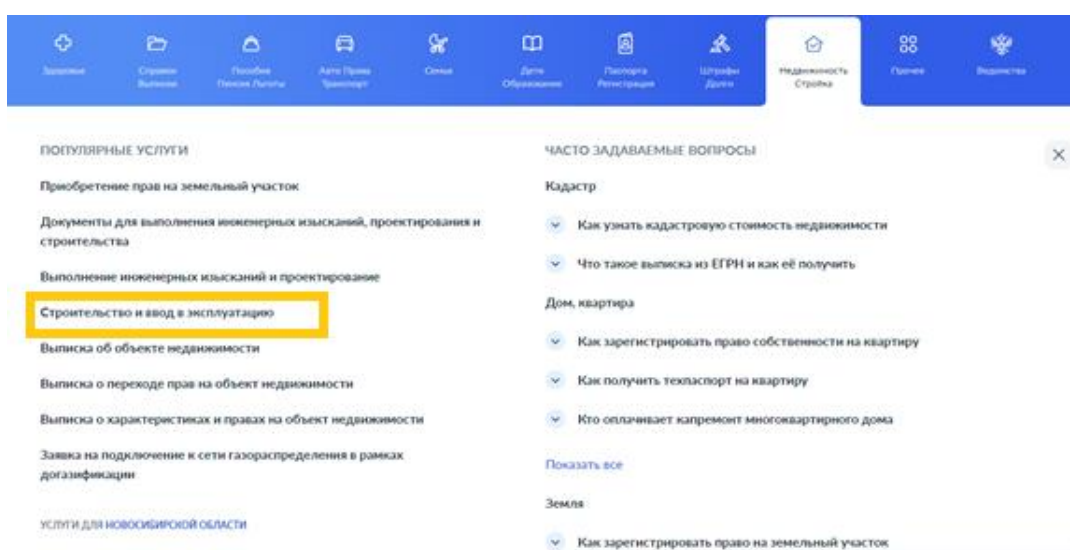 Здоровье
Справки
Выписки
Пособия
Пенсия Льготы
Авто Права
Транспорт
Семья
Дети
Образование
Паспорта
Регистрация
Штрафы
Долги
Недвижимость
Стройка
Прочее
Ведомства
ПОПУЛЯРНЫЕ УСЛУГИ
Приобретение прав на земельный участок
Документы для выполнения инженерных изысканий, проектирования и
строительства
Выполнение инженерных изысканий и проектирование
Строительство и ввод в эксплуатацию
Выписка об объекте недвижимости
Выписка о переходе прав на объект недвижимости
Выписка о характеристиках и правах на объект недвижимости
Заявка на подключение к сети газораспределения в рамках
догазификации
УСЛУГИ ДЛЯ НОВОСИБИРСКОЙ ОБЛАСТИ
ЧАСТО ЗАДАВАЕМЫЕ ВОПРОСЫ
Кадастр
Как узнать кадастровую стоимость недвижимости
Что такое выписка из ЕГРН и как её получить
Дом, квартира
Как зарегистрировать право собственности на квартиру
Как получить техпаспорт на квартиру
Кто оплачивает капремонт многоквартирного дома
Показать все
Земля
Как зарегистрировать право на земельный участок